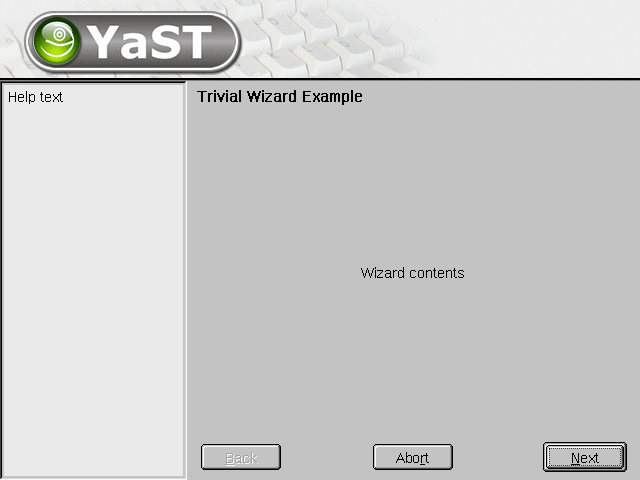 YaST
Help text
Trivial Wizard Example
Wizard contents
Back
Abort
Next